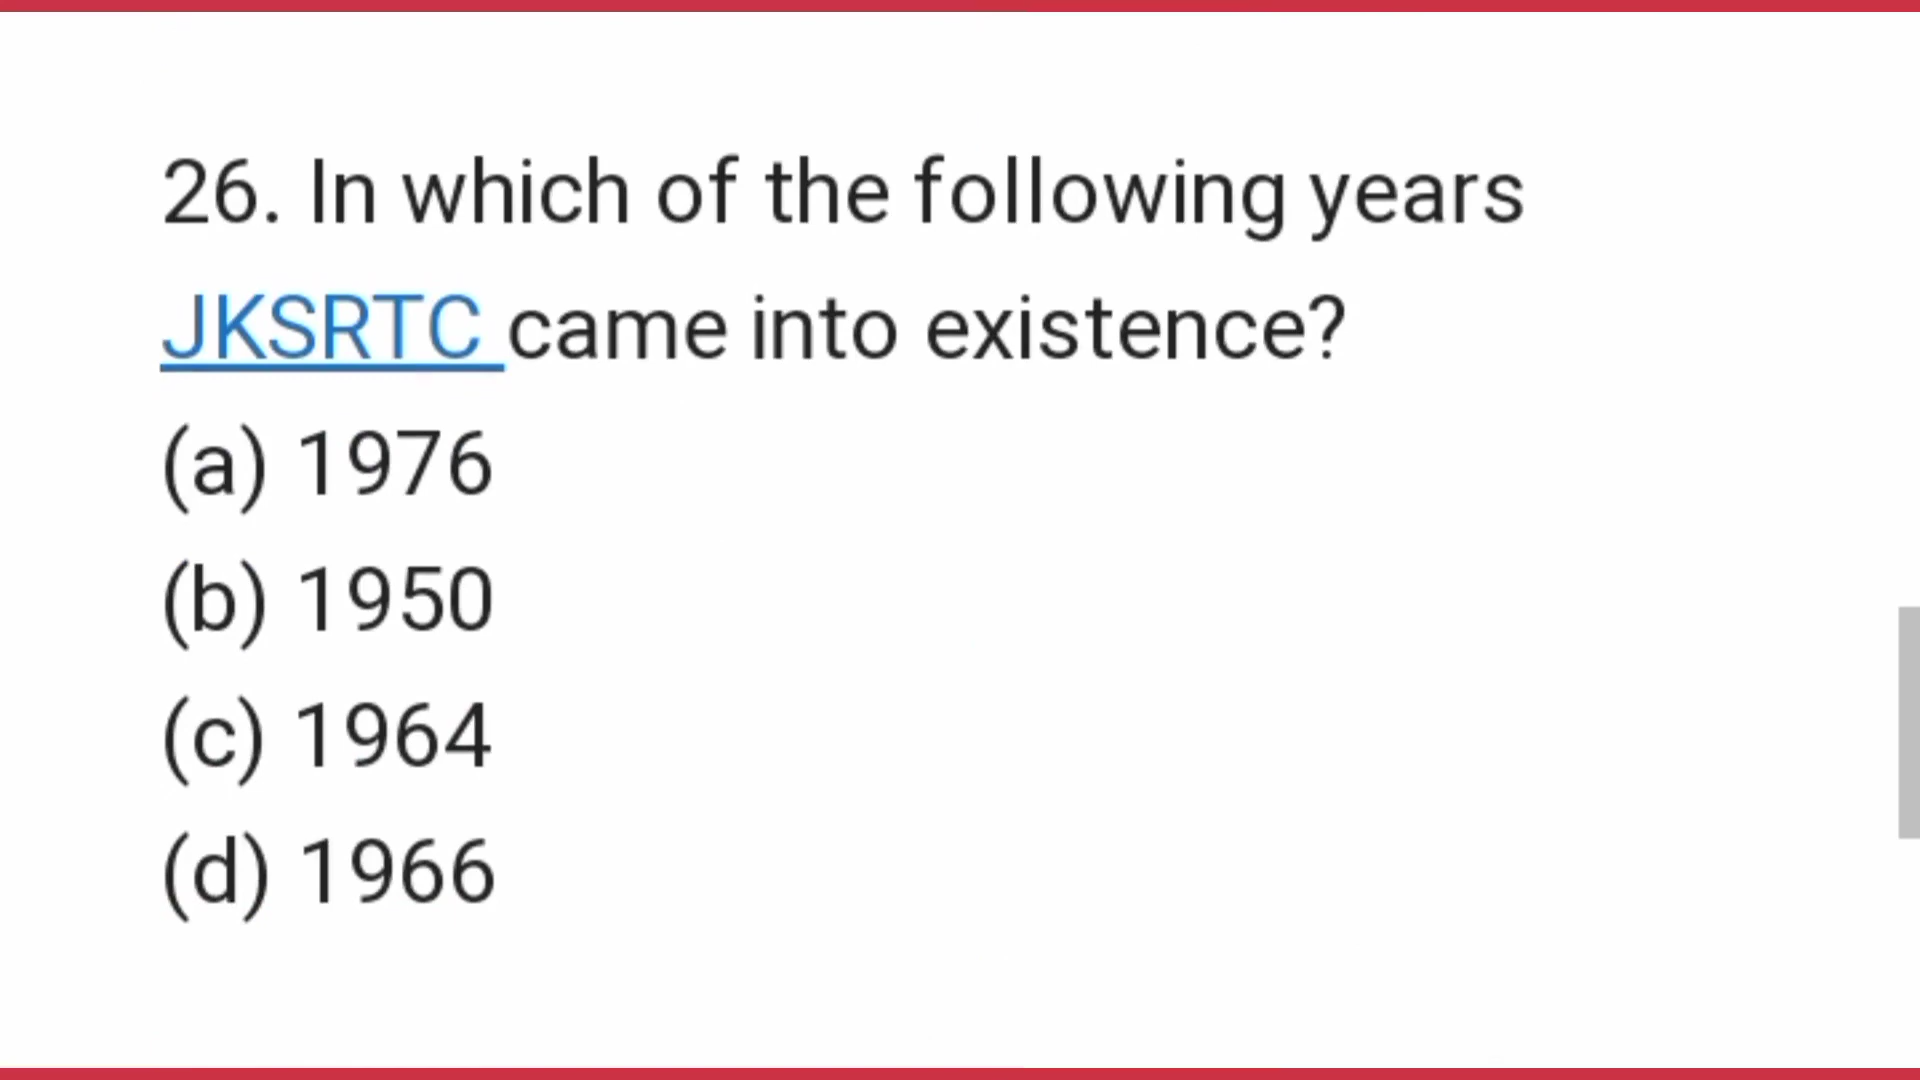 26. In which of the following years
JKSRTC came into existence?
(a) 1976
(b) 1950
(c) 1964
(d) 1966